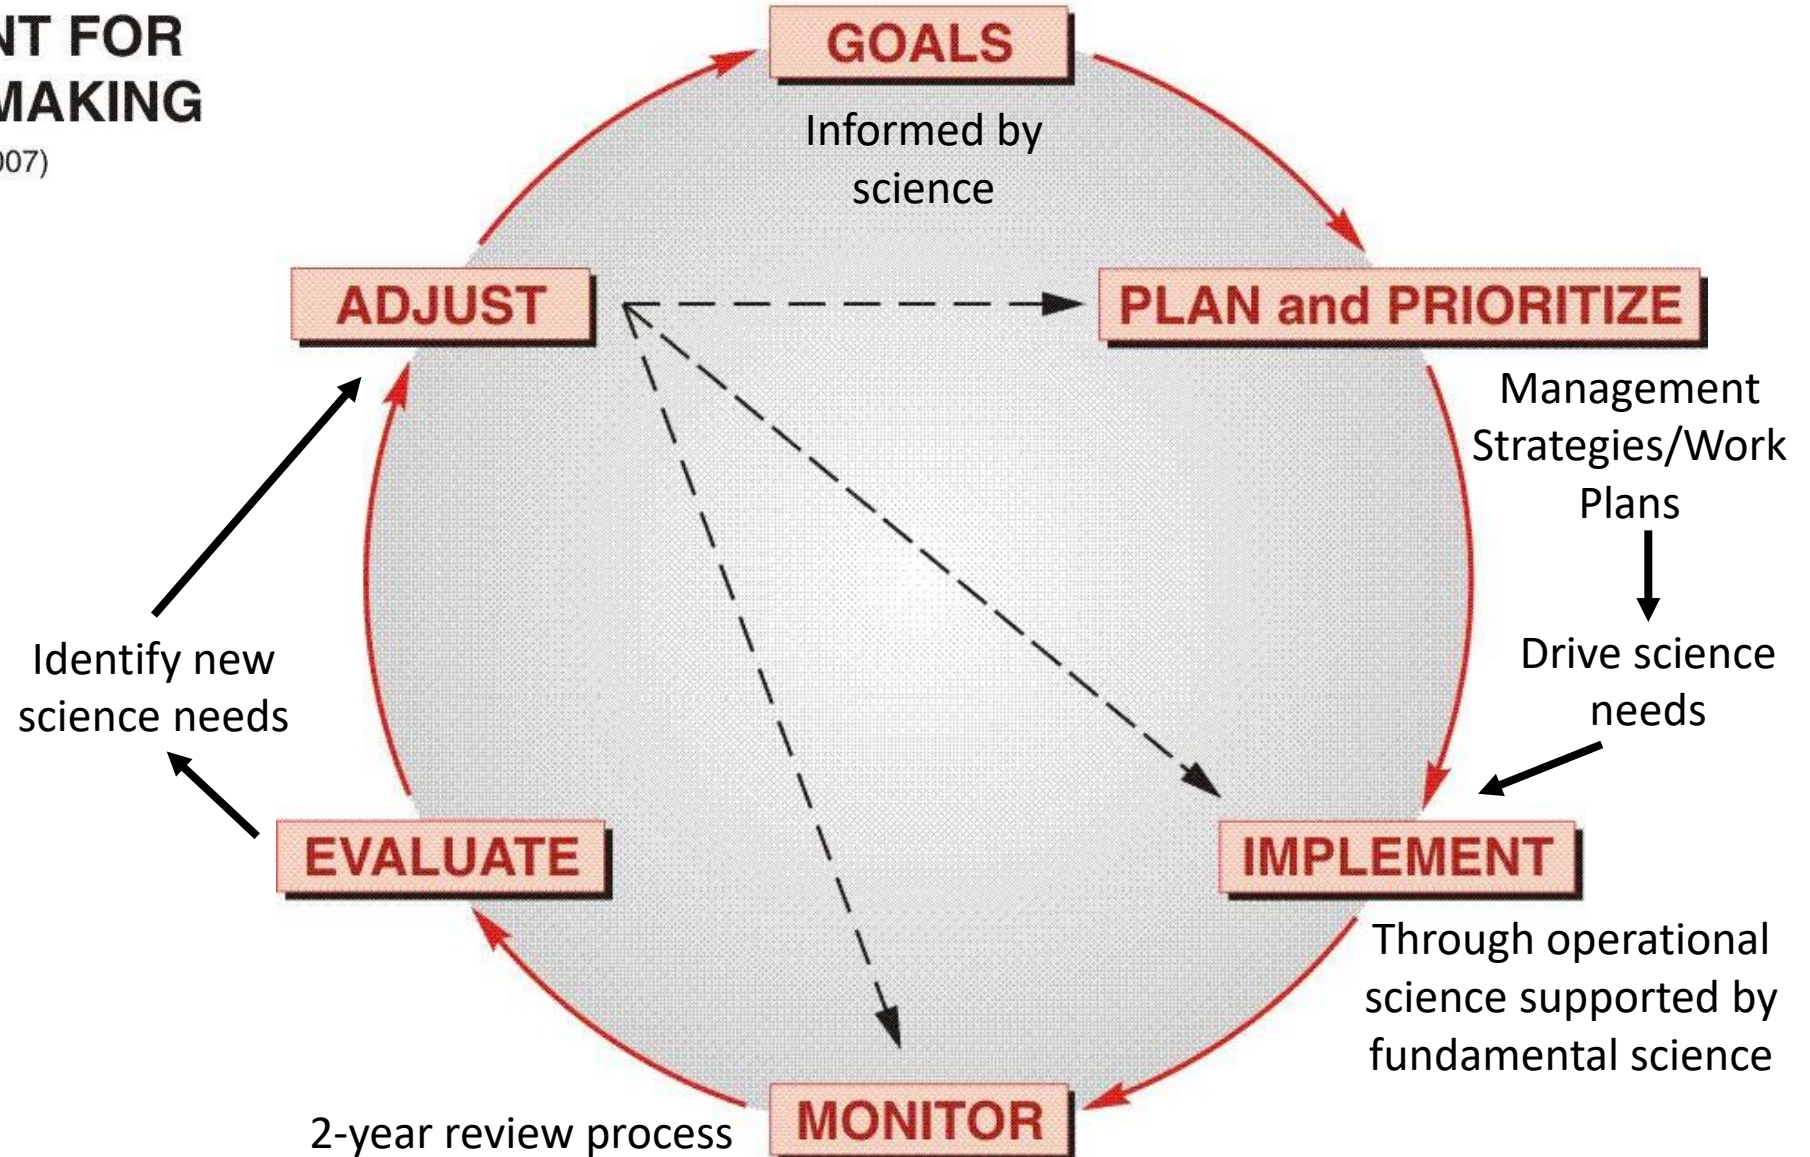 NT FOR
MAKING
007)
GOALS
Informed by
science
ADJUST
PLAN and PRIORITIZE
Management
Strategies/Work
Plans
Identify new
science needs
Drive science
needs
EVALUATE
IMPLEMENT
Through operational
science supported by
fundamental science
2-year review process
MONITOR